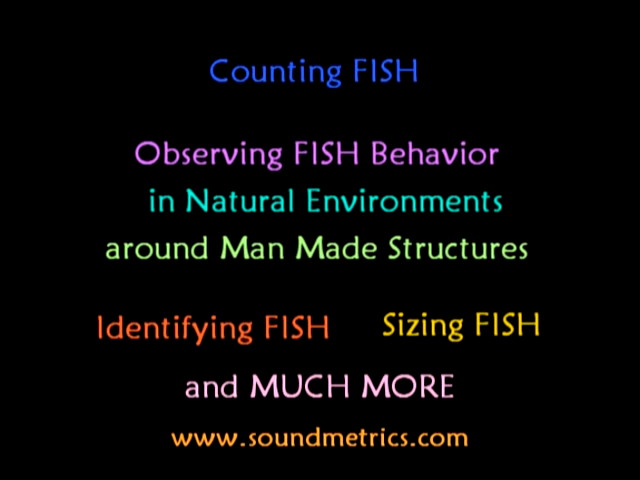 Counting FISH
Observing FISH Behavior
in Natural Environments
around Man Made Structures
Identifying FISH
Sizing FISH
and MUCH MORE
www.soundmetrics.com